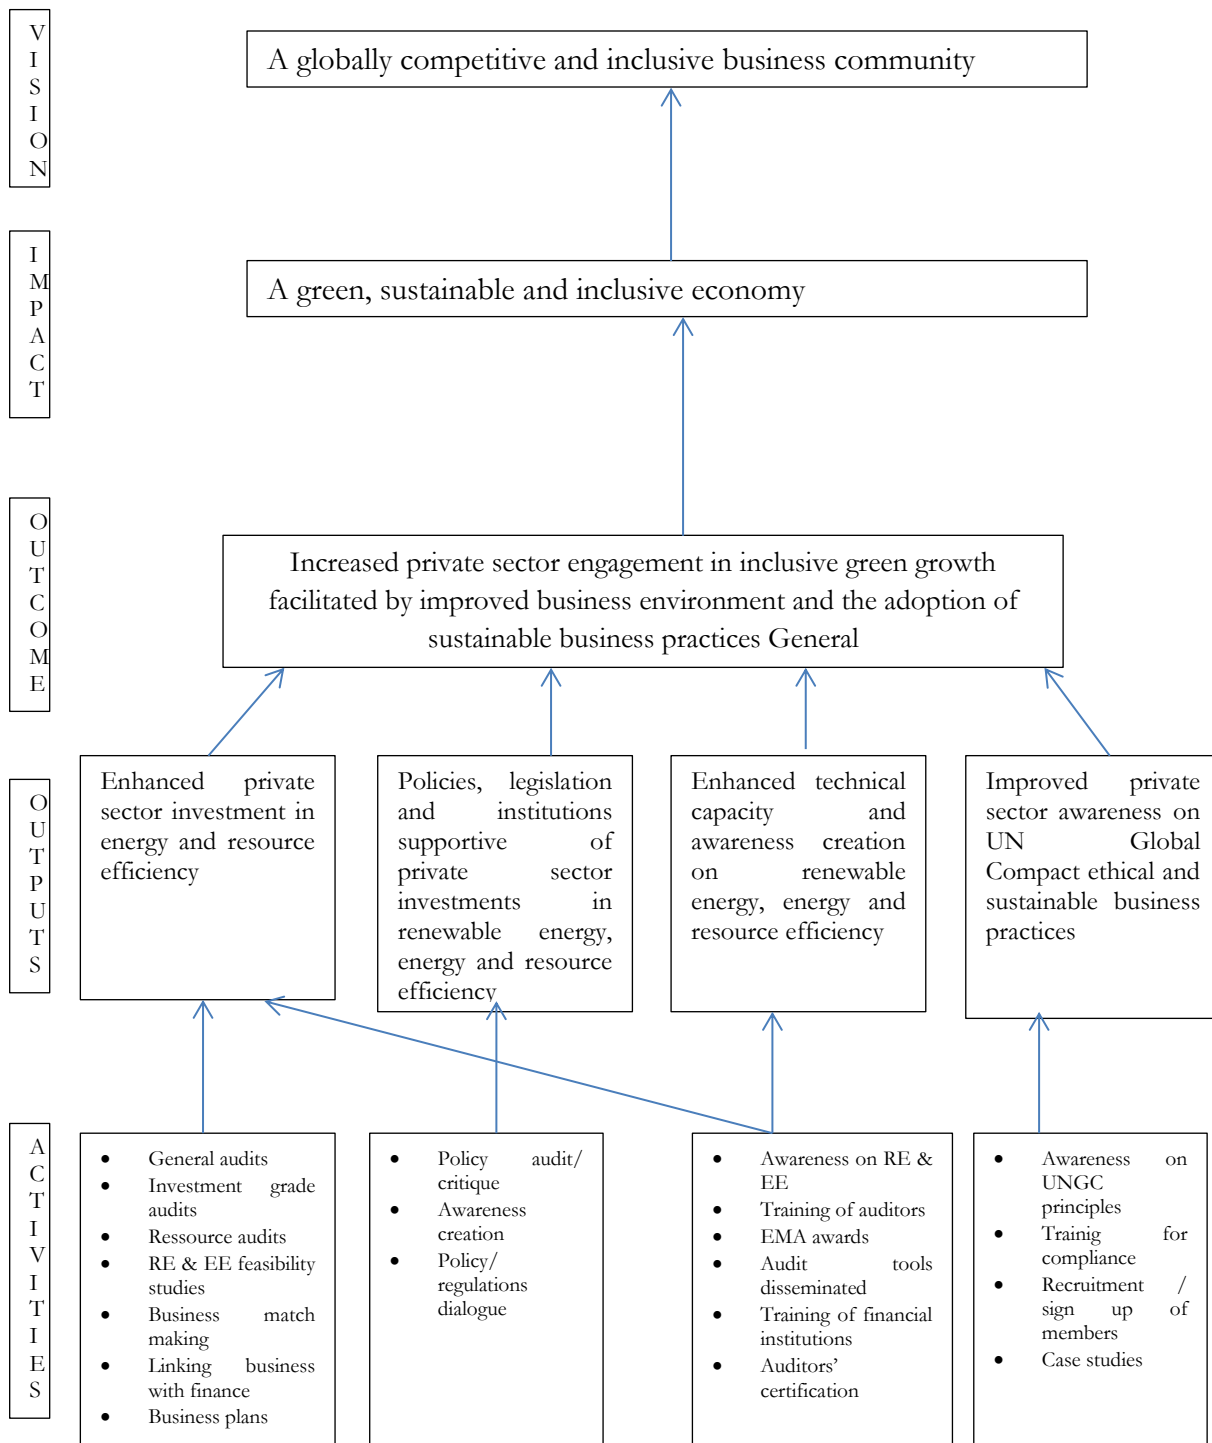 VISION
A globally competitive and inclusive business community
IMPACT
A green, sustainable and inclusive economy
OUTCOME
Increased private sector engagement in inclusive green growth
facilitated by improved business environment and the adoption of
sustainable business practices General
OUTPUTS
Enhanced private
sector investment in
energy and resource
efficiency
Policies, legislation
and institutions
supportive of
private sector
investments in
renewable energy,
energy and resource
efficiency
Enhanced technical
capacity and
awareness creation
on renewable
energy, energy and
resource efficiency
Improved private
sector awareness on
UN Global
Compact ethical and
sustainable business
practices
ACTIVITIES
• General audits
• Investment grade
audits
• Ressource audits
• RE & EE feasibility
studies
• Business match
making
• Linking business
with finance
• Business plans
• Policy audit/
critique
• Awareness
creation
• Policy/
regulations
dialogue
• Awareness on RE &
EE
• Training of auditors
• EMA awards
• Audit tools
disseminated
• Training of financial
institutions
• Auditors’
certification
• Awareness on
UNGC
principles
• Trainig for
compliance
• Recruitment /
sign up of
members
• Case studies